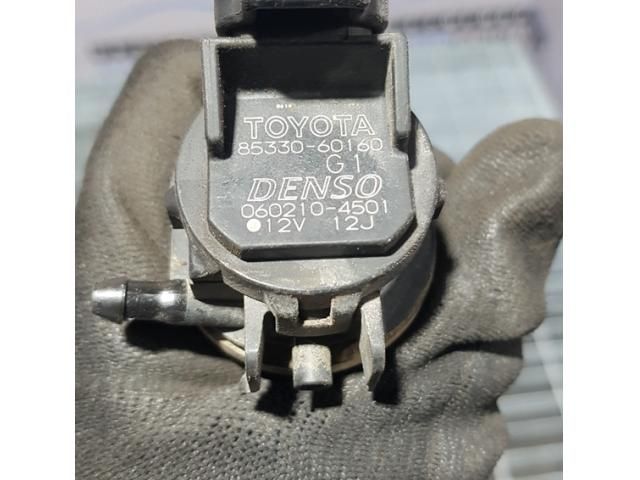 TOYOTA
85330-60160
G1
DENSO
060210-4501
12V 12J